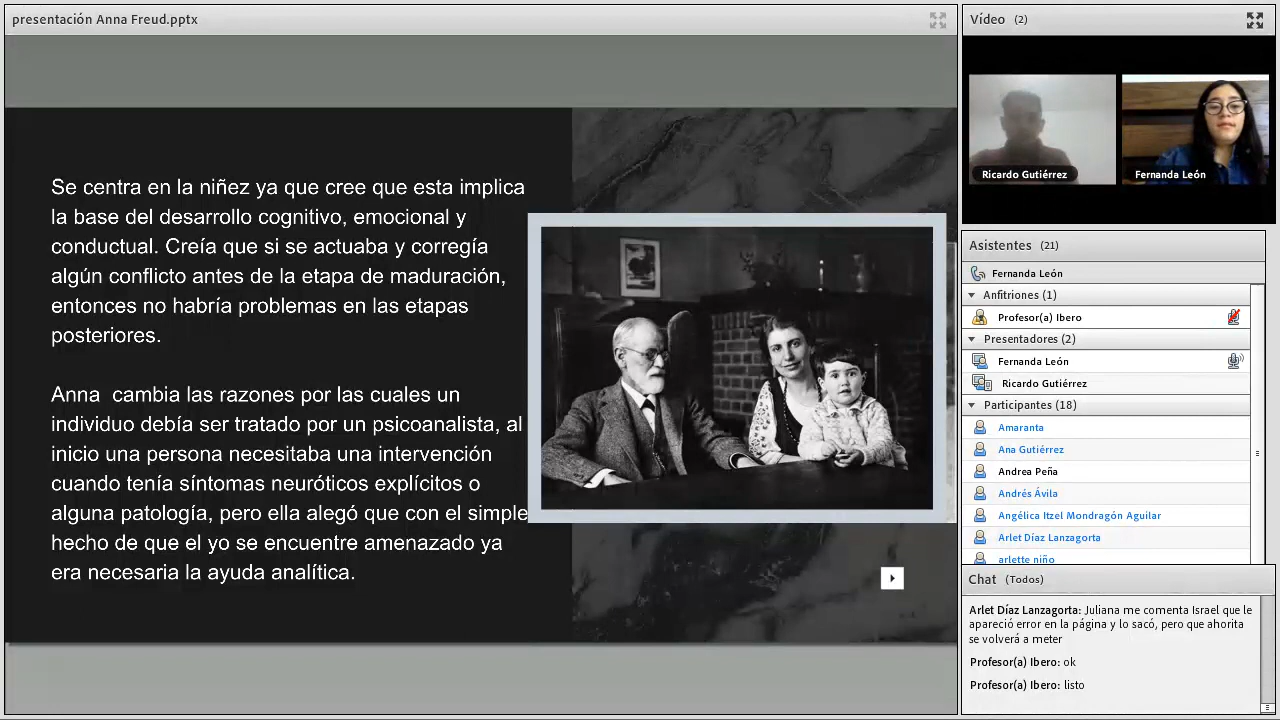 presentación Anna Freud.pptx
Se centra en la niñez ya que cree que esta implica
la base del desarrollo cognitivo, emocional y
conductual. Creía que si se actuaba y corregía
algún conflicto antes de la etapa de maduración,
entonces no habría problemas en las etapas
posteriores.
Anna  cambia las razones por las cuales un
individuo debía ser tratado por un psicoanalista, al
inicio una persona necesitaba una intervención
cuando tenía síntomas neuróticos explícitos o
alguna patología, pero ella alegó que con el simple
hecho de que el yo se encuentre amenazado ya
era necesaria la ayuda analítica.
Vídeo (2)
Ricardo Gutiérrez
Fernanda León
Asistentes (21)
Fernanda León
Anfitriones (1)
Profesor(a) Ibero
Presentadores (2)
Fernanda León
Ricardo Gutiérrez
Participantes (18)
Amaranta
Ana Gutiérrez
Andrea Peña
Andrés Ávila
Angélica Itzel Mondragón Aguilar
Arlet Díaz Lanzagorta
arlette niño
Chat (Todos)
Arlet Díaz Lanzagorta: Juliana me comenta Israel que le
apareció error en la página y lo sacó, pero que ahorita
se volverá a meter
Profesor(a) Ibero: ok
Profesor(a) Ibero: listo